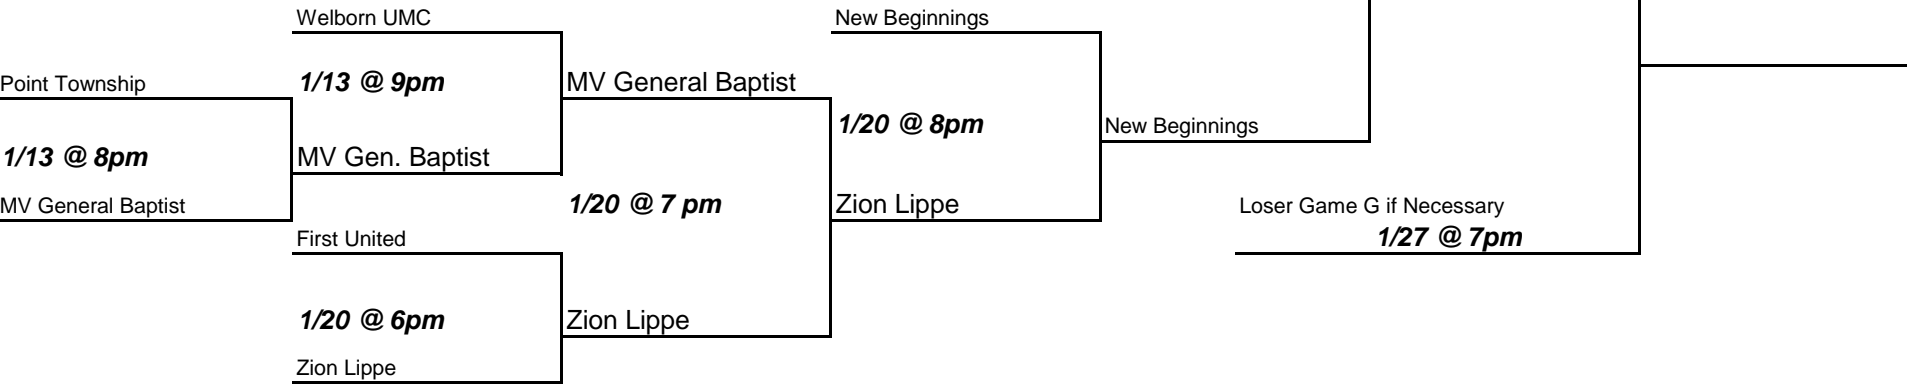 Welborn UMC
New Beginnings
Point Township
1/13 @ 9pm
MV General Baptist
1/20 @ 8pm
New Beginnings
1/13 @ 8pm
MV Gen. Baptist
MV General Baptist
1/20 @ 7 pm
Zion Lippe
Loser Game G if Necessary
First United
1/27 @ 7pm
1/20 @ 6pm
Zion Lippe
Zion Lippe